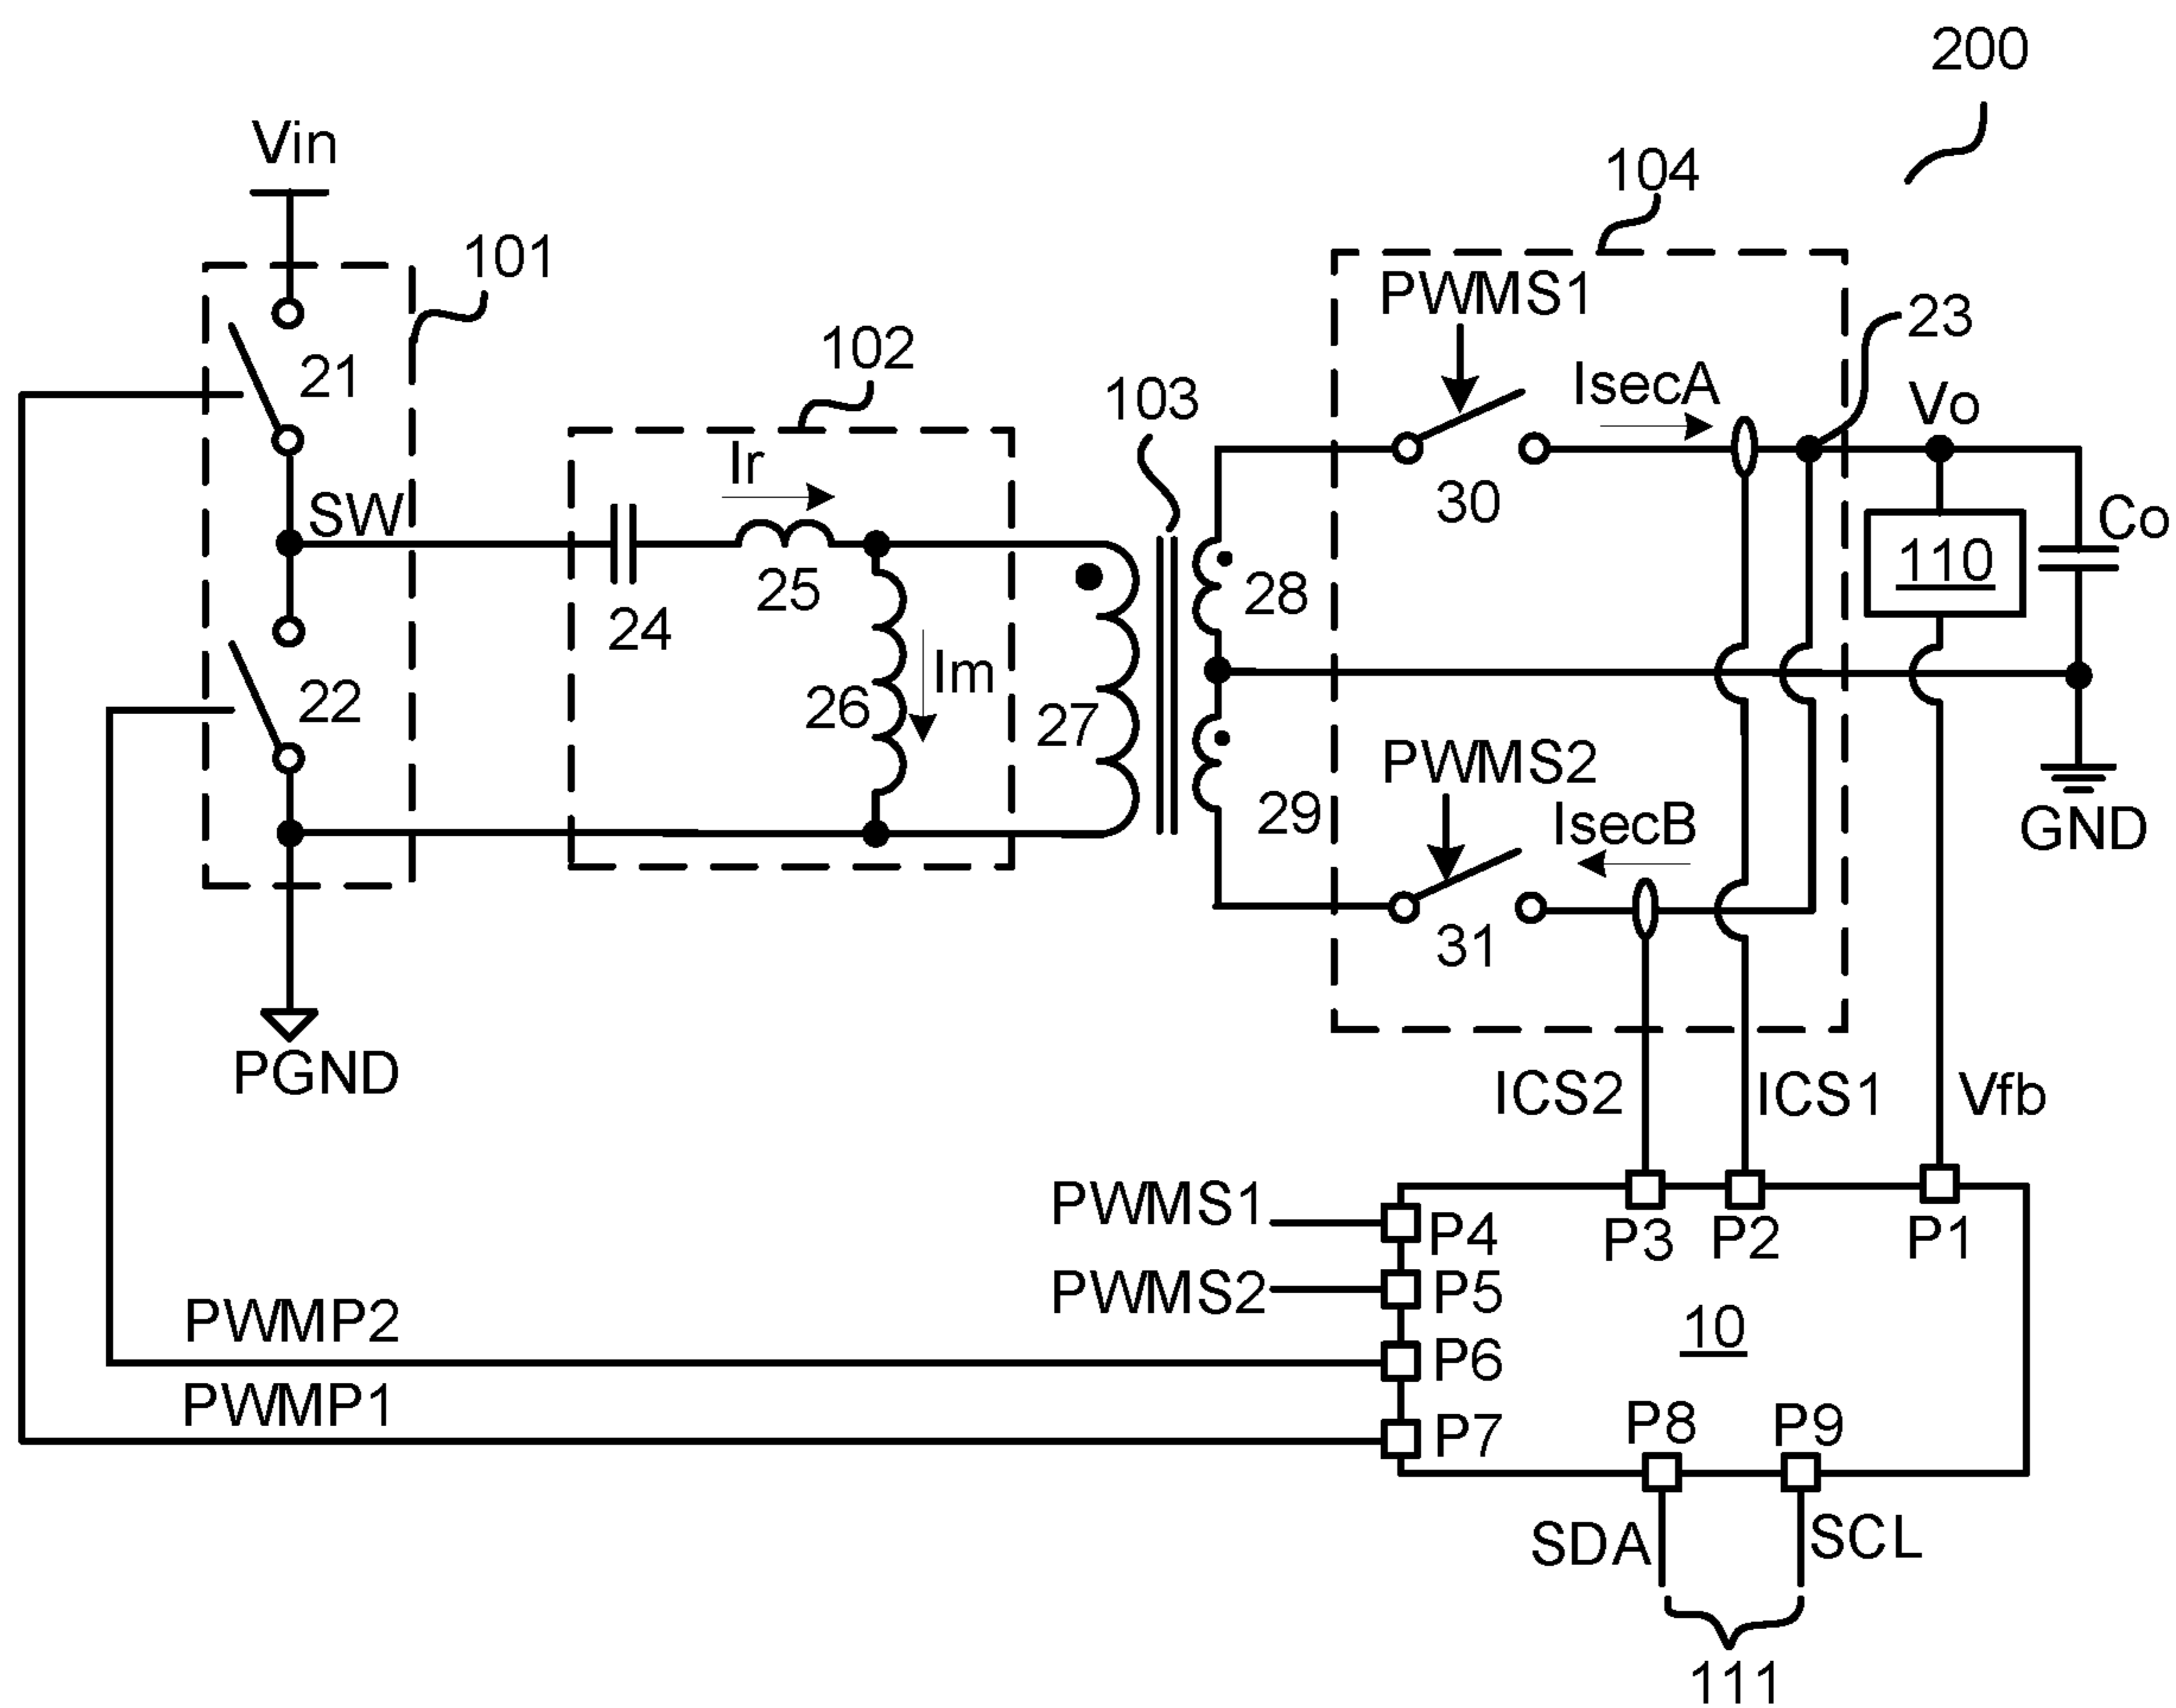 200
Vin
104
101
PWMS1
23
102
IsecA
Vo
21
103
Ir
30
SW
Co
110
25
28
24
Im
22
26
27
PWMS2
29
IsecB
GND
31
PGND
ICS2
ICS1
Vfb
PWMS1
P4
P3
P2
P1
PWMS2
P5
10
PWMP2
P6
PWMP1
P7
P8
P9
SDA
SCL
111